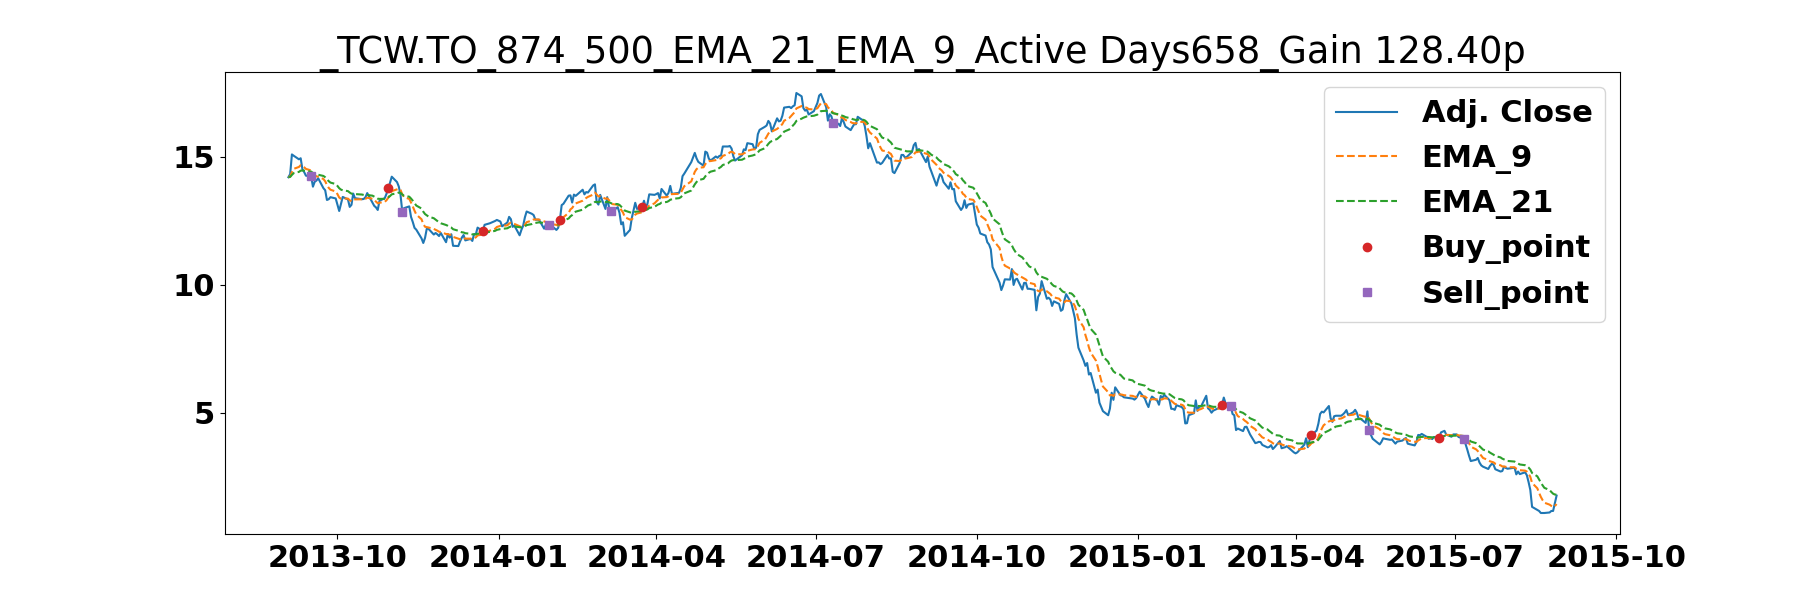 _TCW.TO_874_500_EMA_21_EMA_9_Active Days658_Gain 128.40p
Adj. Close
EMA_9
EMA_21
Buy_point
Sell_point
15
10
5
2013-10 2014-01 2014-04 2014-07 2014-10 2015-01 2015-04 2015-07 2015-10